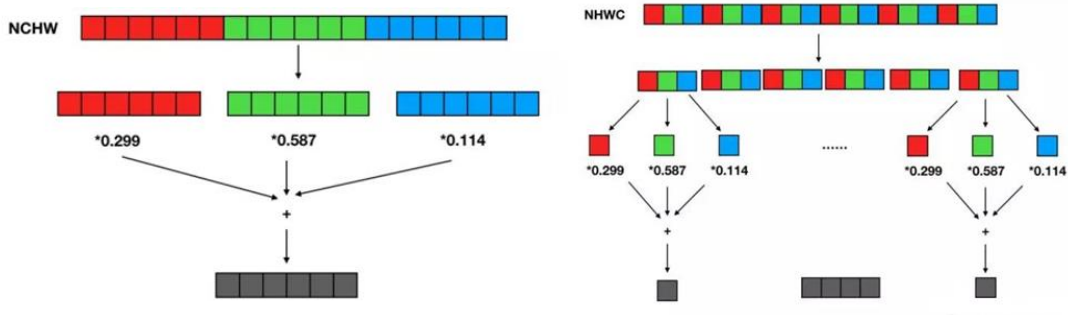 NCHW
*0.299 *0.587 *0.114
+
NHWC
......
*0.299 *0.587 *0.114 *0.299 *0.587 *0.114
+ +